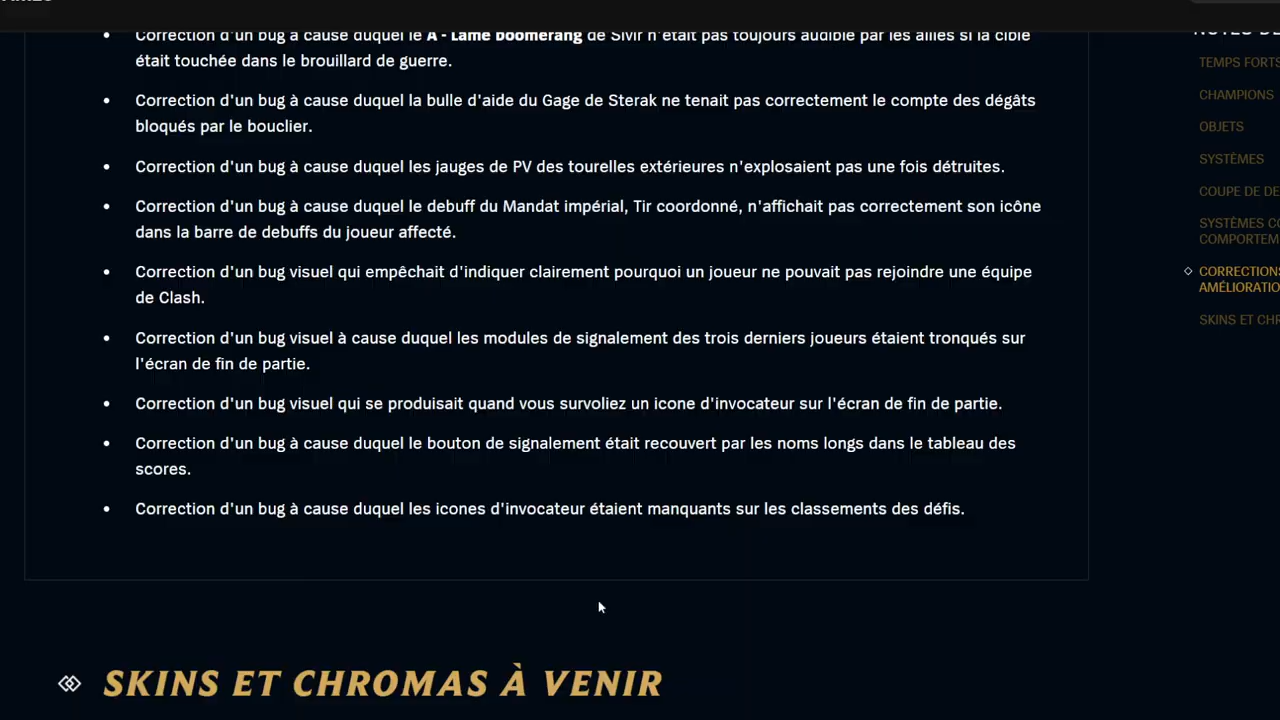 Correction d'un bug à cause duquel le A - Lame boomerang de Sivir n'était pas toujours audible par les alliés si la cible
était touchée dans le brouillard de guerre.
Correction d'un bug à cause duquel la bulle d'aide du Gage de Sterak ne tenait pas correctement le compte des dégâts
bloqués par le bouclier.
Correction d'un bug à cause duquel les jauges de PV des tourelles extérieures n'explosaient pas une fois détruites.
Correction d'un bug à cause duquel le debuff du Mandat impérial, Tir coordonné, n'affichait pas correctement son icône
dans la barre de debuffs du joueur affecté.
Correction d'un bug visuel qui empêchait d'indiquer clairement pourquoi un joueur ne pouvait pas rejoindre une équipe
de Clash.
Correction d'un bug visuel à cause duquel les modules de signalement des trois derniers joueurs étaient tronqués sur
l'écran de fin de partie.
Correction d'un bug visuel qui se produisait quand vous survoliez un icone d'invocateur sur l'écran de fin de partie.
Correction d'un bug à cause duquel le bouton de signalement était recouvert par les noms longs dans le tableau des
scores.
Correction d'un bug à cause duquel les icones d'invocateur étaient manquants sur les classements des défis.
SKINS ET CHROMAS À VENIR
NOTES DE
TEMPS FORTS
CHAMPIONS
OBJETS
SYSTÈMES
COUPE DE DE
SYSTÈMES CO
COMPORTEM
CORRECTIONS
AMÉLIORATIO
SKINS ET CHR